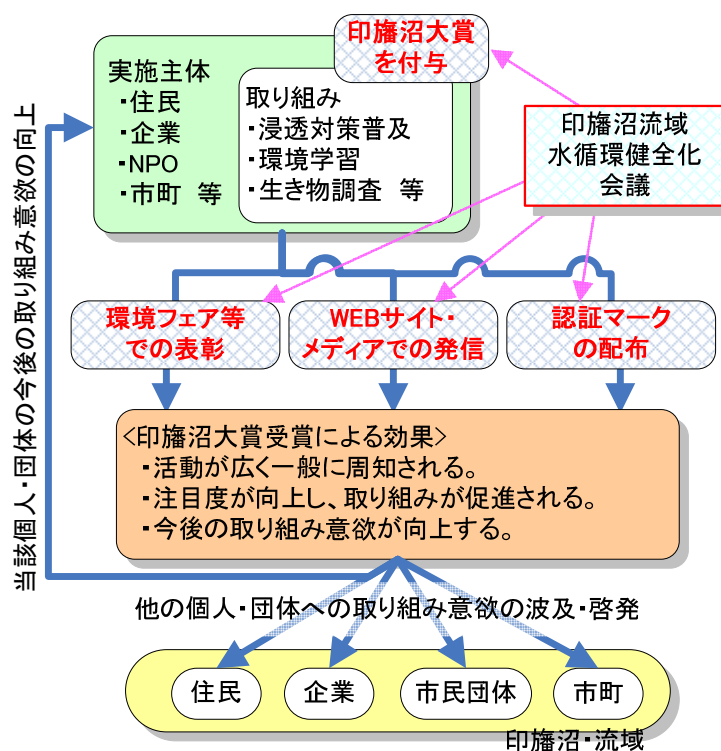 印旛沼大賞
を付与
実施主体
・住民
・企業
・NPO
・市町 等
取り組み
・浸透対策普及
・環境学習
・生き物調査 等
印旛沼流域
水循環健全化
会議
当該個人・団体の今後の取り組み意欲の向上
環境フェア等
での表彰
WEBサイト・
メディアでの発信
認証マーク
の配布
<印旛沼大賞受賞による効果>
・活動が広く一般に周知される。
・注目度が向上し、取り組みが促進される。
・今後の取り組み意欲が向上する。
他の個人・団体への取り組み意欲の波及・啓発
住民
企業
市民団体
市町
印旛沼・流域